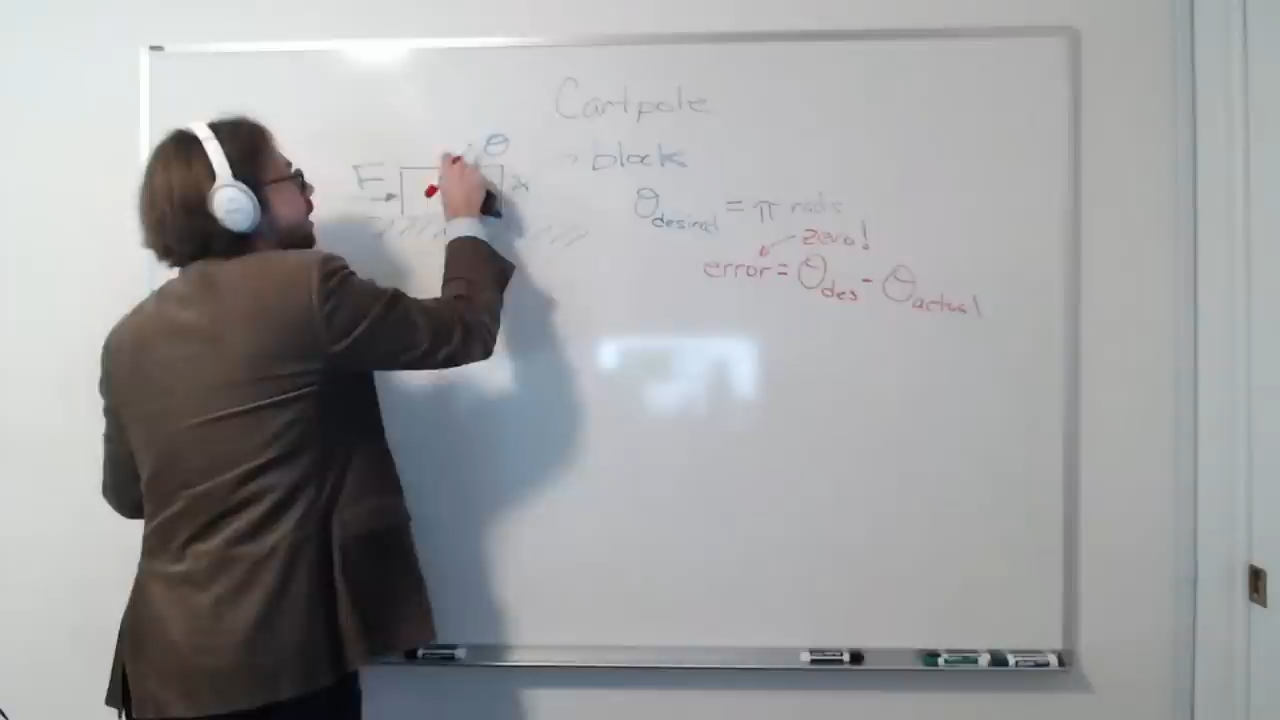 Cartpole
θ
block
F
x
θdesired = π rads
zero!
error = θdes - θactual